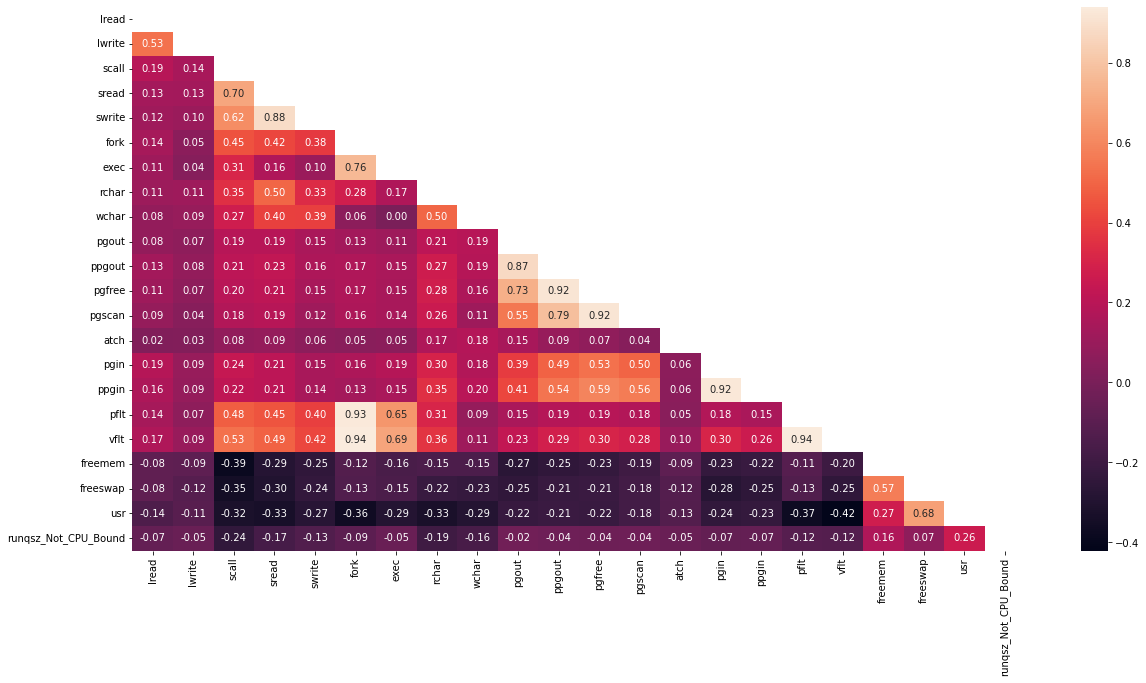 lread
lwrite 0.53
scall 0.19 0.14
sread 0.13 0.13 0.70
swrite 0.12 0.10 0.62 0.88
fork 0.14 0.05 0.45 0.42 0.38
exec 0.11 0.04 0.31 0.16 0.10 0.76
rchar 0.11 0.11 0.35 0.50 0.33 0.28 0.17
wchar 0.08 0.09 0.27 0.40 0.39 0.06 0.00 0.50
pgout 0.08 0.07 0.19 0.19 0.15 0.13 0.11 0.21 0.19
ppgout 0.13 0.08 0.21 0.23 0.16 0.17 0.15 0.27 0.19 0.87
pgfree 0.11 0.07 0.20 0.21 0.15 0.17 0.15 0.28 0.16 0.73 0.92
pgscan 0.09 0.04 0.18 0.19 0.12 0.16 0.14 0.26 0.11 0.55 0.79 0.92
atch 0.02 0.03 0.08 0.09 0.06 0.05 0.05 0.17 0.18 0.15 0.09 0.07 0.04
pgin 0.19 0.09 0.24 0.21 0.15 0.16 0.19 0.30 0.18 0.39 0.49 0.53 0.50 0.06
ppgin 0.16 0.09 0.22 0.21 0.14 0.13 0.15 0.35 0.20 0.41 0.54 0.59 0.56 0.06 0.92
pflt 0.14 0.07 0.48 0.45 0.40 0.93 0.65 0.31 0.09 0.15 0.19 0.19 0.18 0.05 0.18 0.15
vflt 0.17 0.09 0.53 0.49 0.42 0.94 0.69 0.36 0.11 0.23 0.29 0.30 0.28 0.10 0.30 0.26 0.94
freemem -0.08 -0.09 -0.39 -0.29 -0.25 -0.12 -0.16 -0.15 -0.15 -0.27 -0.25 -0.23 -0.19 -0.09 -0.23 -0.22 -0.11 -0.20
freeswap -0.08 -0.12 -0.35 -0.30 -0.24 -0.13 -0.15 -0.22 -0.23 -0.25 -0.21 -0.21 -0.18 -0.12 -0.28 -0.25 -0.13 -0.25 0.57
usr -0.14 -0.11 -0.32 -0.33 -0.27 -0.36 -0.29 -0.33 -0.29 -0.22 -0.21 -0.22 -0.18 -0.13 -0.24 -0.23 -0.37 -0.42 0.27 0.68
runqsz_Not_CPU_Bound -0.07 -0.05 -0.24 -0.17 -0.13 -0.09 -0.05 -0.19 -0.16 -0.02 -0.04 -0.04 -0.04 -0.05 -0.07 -0.07 -0.12 -0.12 0.16 0.07 0.26
lread lwrite scall sread swrite fork exec rchar wchar pgout ppgout pgfree pgscan atch pgin ppgin pflt vflt freemem freeswap usr runqsz_Not_CPU_Bound
0.8
0.6
0.4
0.2
0.0
−0.2
−0.4